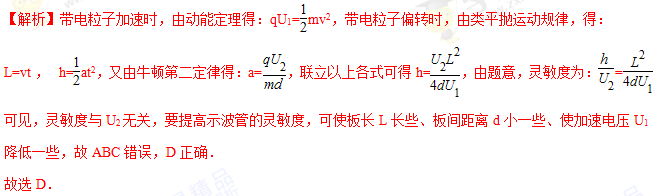 【解析】带电粒子加速时，由动能定理得：qU₁=\frac{1}{2}mv²，带电粒子偏转时，由类平抛运动规律，得：
L=vt ， h=\frac{1}{2}at²，又由牛顿第二定律得：a=\frac{qU_2}{md}，联立以上各式可得 h=\frac{U_2L^2}{4dU_1}，由题意，灵敏度为：\frac{h}{U_2}=\frac{L^2}{4dU_1}
可见，灵敏度与 U₂无关，要提高示波管的灵敏度，可使板长 L 长些、板间距离 d 小一些、使加速电压 U₁
降低一些，故 ABC 错误，D 正确．
故选 D．